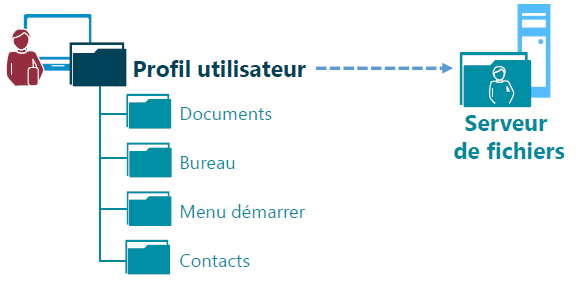 Profil utilisateur
Documents
Bureau
Menu démarrer
Contacts
Serveur
de fichiers